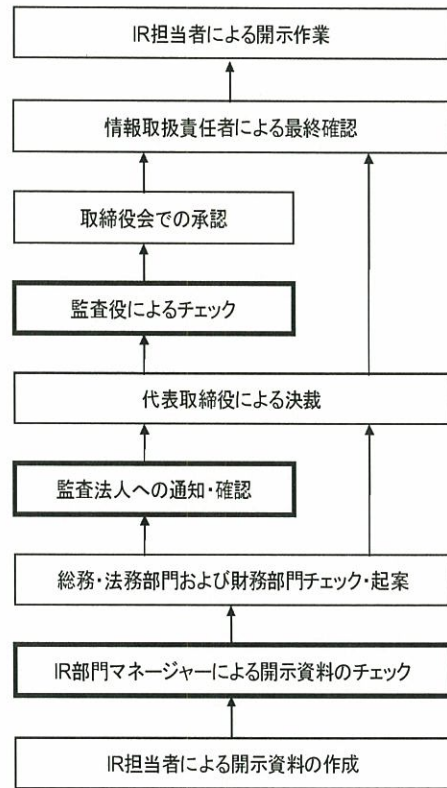 IR担当者による開示作業
情報取扱責任者による最終確認
取締役会での承認
監査役によるチェック
代表取締役による決裁
監査法人への通知・確認
総務・法務部門および財務部門チェック・起案
IR部門マネージャーによる開示資料のチェック
IR担当者による開示資料の作成